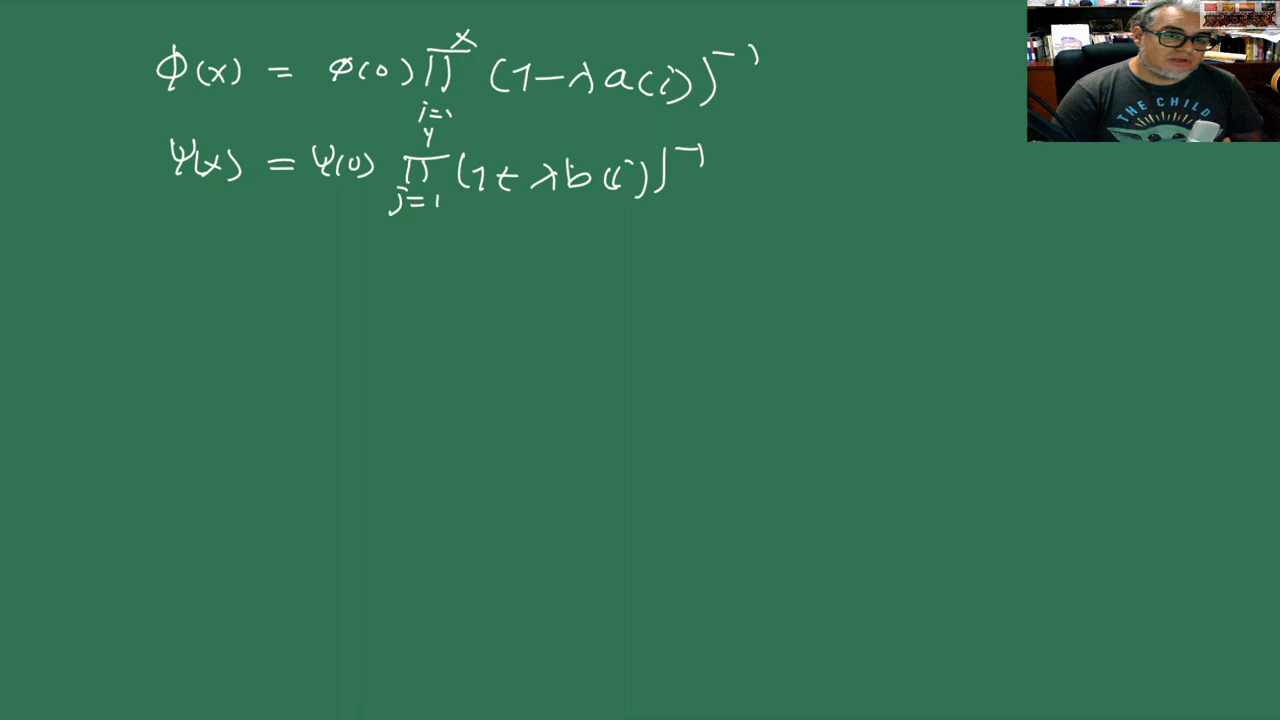 ϕ(x) = ϕ(0) ∏_{i=1}^{x} (1-λa(i))^{-1}
Ψ(x) = Ψ(0) ∏_{j=1}^{y} (1+λb(i))^{-1}
THE CHILD